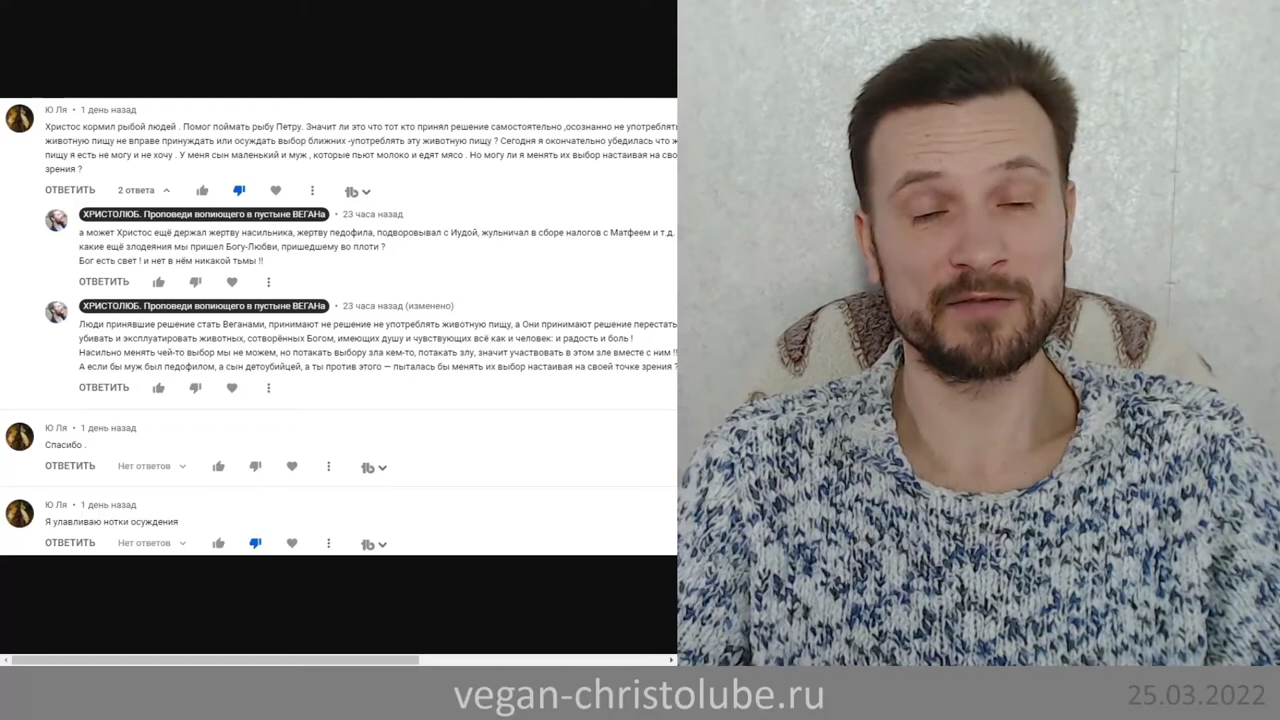 Ю Ля • 1 день назад
Христос кормил рыбой людей . Помог поймать рыбу Петру. Значит ли это что тот кто принял решение самостоятельно ,осознанно не употреблять
животную пищу не вправе принуждать или осуждать выбор ближних -употреблять эту животную пищу ? Сегодня я окончательно убедилась что ж
пищу я есть не могу и не хочу . У меня сын маленький и муж , которые пьют молоко и едят мясо . Но могу ли я менять их выбор настаивая на сво
зрения ?
ОТВЕТИТЬ 2 ответа
ХРИСТОЛЮБ. Проповеди вопиющего в пустыне ВЕГАНа • 23 часа назад
а может Христос ещё держал жертву насильника, жертву педофила, подворовывал с Иудой, жульничал в сборе налогов с Матфеем и т.д.
какие ещё злодеяния мы пришел Богу-Любви, пришедшему во плоти ?
Бог есть свет ! и нет в нём никакой тьмы !!
ОТВЕТИТЬ
ХРИСТОЛЮБ. Проповеди вопиющего в пустыне ВЕГАНа • 23 часа назад (изменено)
Люди принявшие решение стать Веганами, принимают не решение не употреблять животную пищу, а Они принимают решение перестать
убивать и эксплуатировать животных, сотворённых Богом, имеющих душу и чувствующих всё как и человек: и радость и боль !
Насильно менять чей-то выбор мы не можем, но потакать выбору зла кем-то, потакать злу, значит участвовать в этом зле вместе с ним !!
А если бы муж был педофилом, а сын детоубийцей, а ты против этого — пыталась бы менять их выбор настаивая на своей точке зрения ?
ОТВЕТИТЬ
Ю Ля • 1 день назад
Спасибо .
ОТВЕТИТЬ Нет ответов
Ю Ля • 1 день назад
Я улавливаю нотки осуждения
ОТВЕТИТЬ Нет ответов
vegan-christolube.ru
25.03.2022